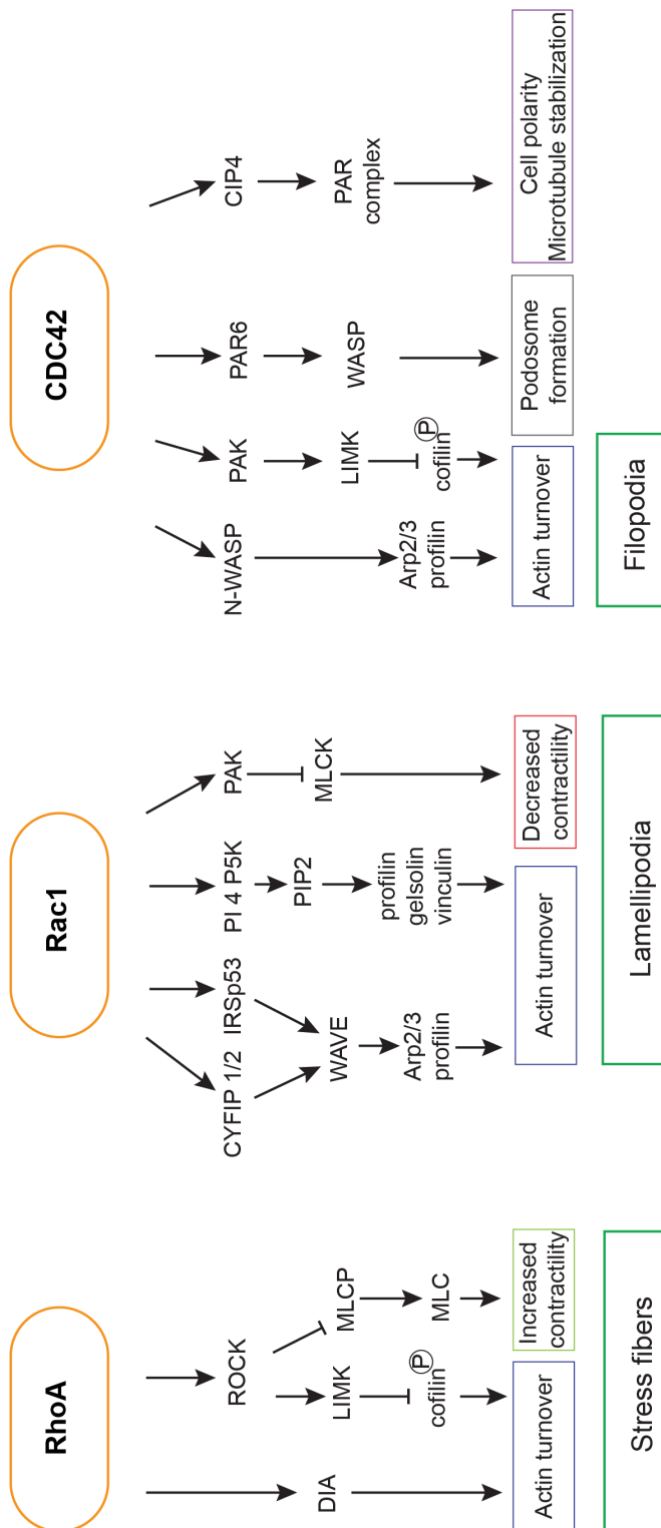 RhoA
ROCK
DIA
LIMK
MLCP
cofilin
P
MLC
Actin turnover
Increased
contractility
Stress fibers
Rac1
CYFIP 1/2
IRSp53
PI 4 P5K
PAK
WAVE
PIP2
MLCK
Arp2/3
profilin
profilin
gelsolin
vinculin
Actin turnover
Decreased
contractility
Lamellipodia
CDC42
N-WASP
PAK
PAR6
CIP4
LIMK
WASP
PAR
complex
Arp2/3
profilin
cofilin
P
Actin turnover
Podosome
formation
Cell polarity
Microtubule stabilization
Filopodia